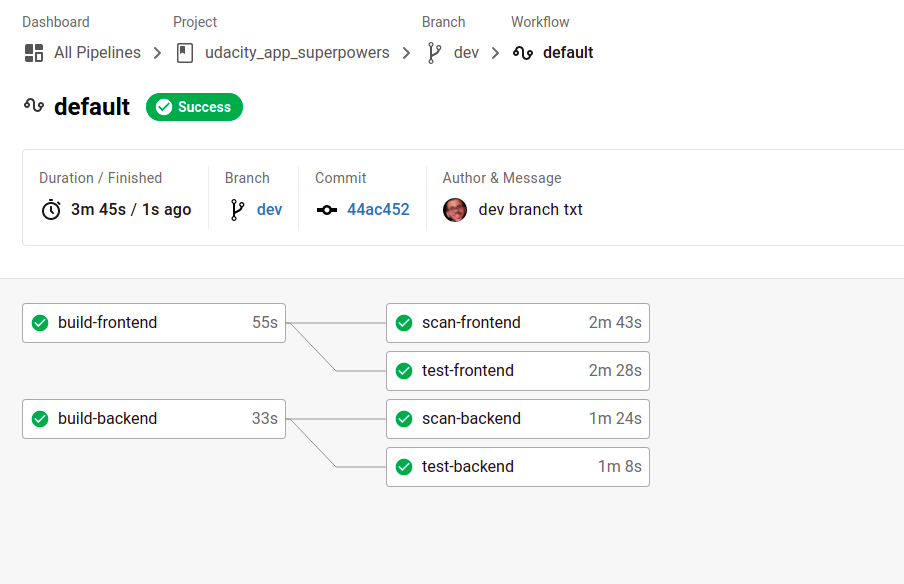 Dashboard Project Branch Workflow
All Pipelines udacity_app_superpowers dev default
default Success
Duration / Finished Branch Commit Author & Message
3m 45s / 1s ago dev 44ac452 dev branch txt
build-frontend 55s scan-frontend 2m 43s
test-frontend 2m 28s
build-backend 33s scan-backend 1m 24s
test-backend 1m 8s